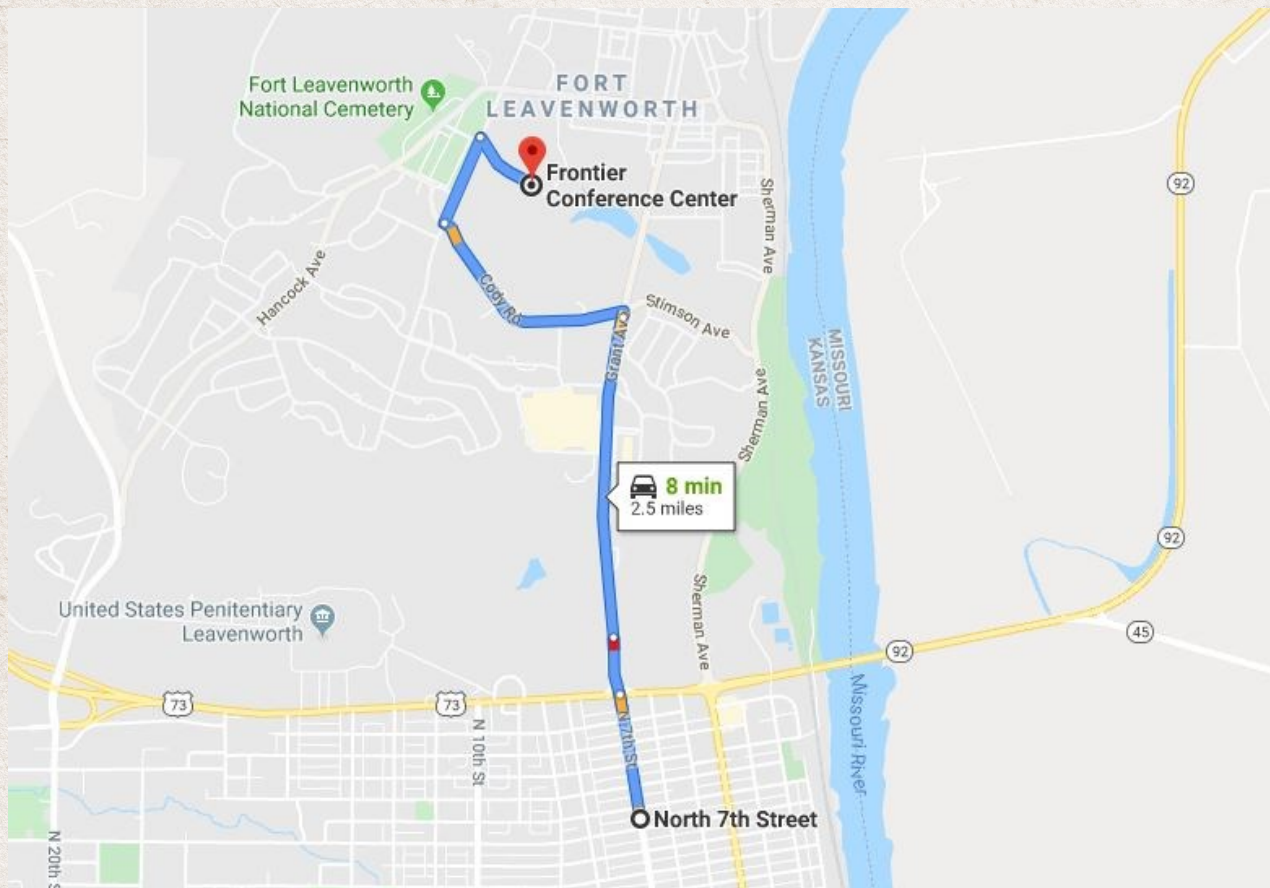 Fort Leavenworth
National Cemetery
FORT
LEAVENWORTH
Frontier
Conference Center
92
Sherman Ave
Hancock Ave
Cody Rd
Stimson Ave
Grant Ave
MISSOURI
KANSAS
Sherman Ave
8 min
2.5 miles
92
United States Penitentiary
Leavenworth
Sherman Ave
45
92
73
73
N 7th St
N 10th St
Missouri River
North 7th Street
N 20th S